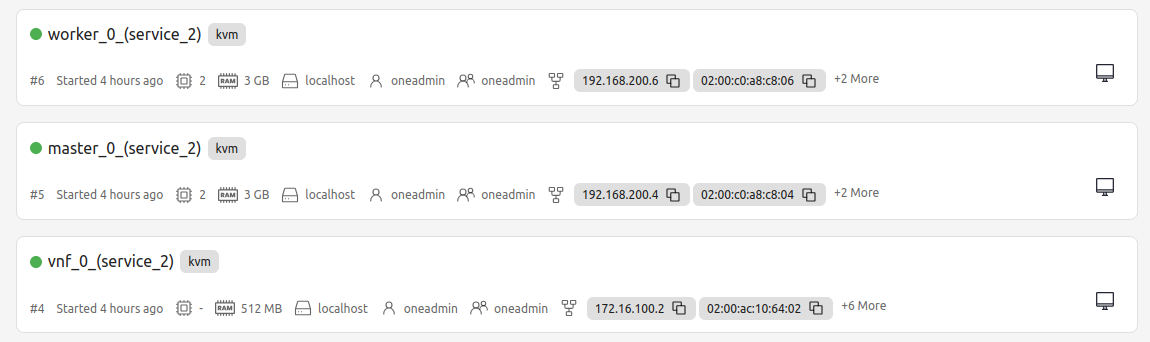 worker_0_(service_2) kvm
#6 Started 4 hours ago 2 RAM 3 GB localhost oneadmin oneadmin 192.168.200.6 02:00:c0:a8:c8:06 +2 More
master_0_(service_2) kvm
#5 Started 4 hours ago 2 RAM 3 GB localhost oneadmin oneadmin 192.168.200.4 02:00:c0:a8:c8:04 +2 More
vnf_0_(service_2) kvm
#4 Started 4 hours ago - RAM 512 MB localhost oneadmin oneadmin 172.16.100.2 02:00:ac:10:64:02 +6 More